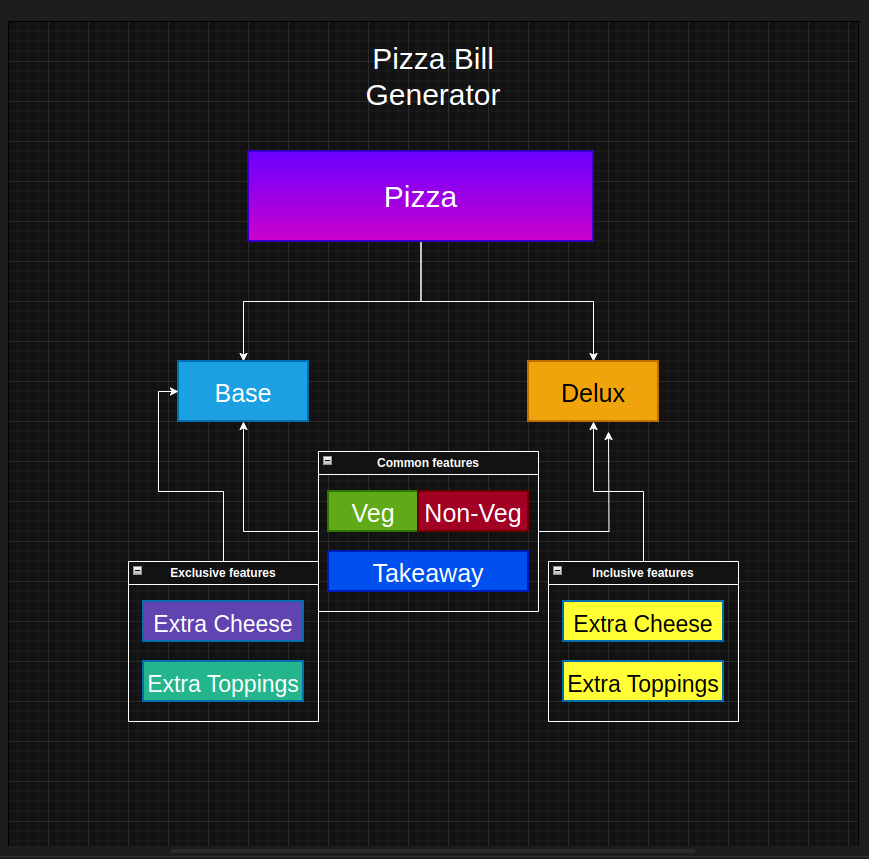 Pizza Bill
Generator
Pizza
Base
Delux
Common features
Veg
Non-Veg
Takeaway
Exclusive features
Extra Cheese
Extra Toppings
Inclusive features
Extra Cheese
Extra Toppings